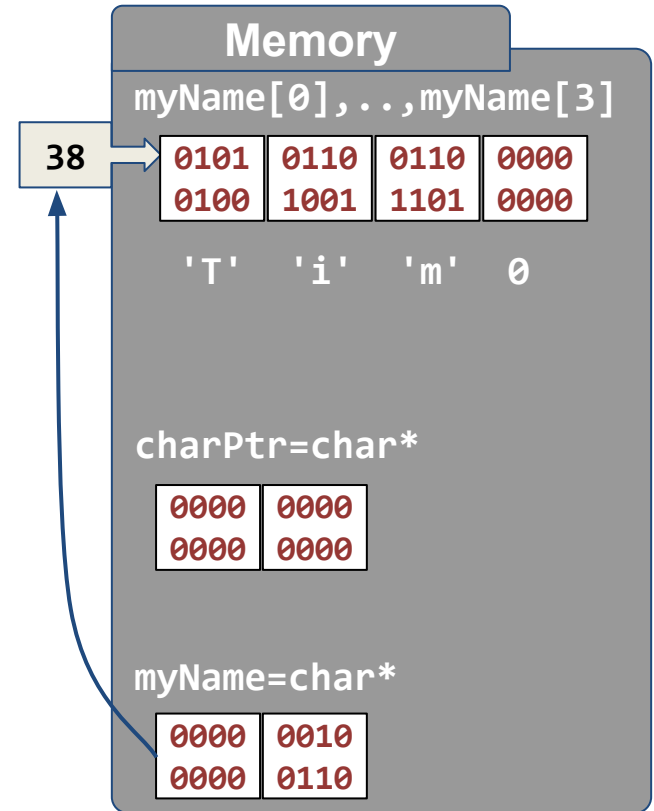 Memory
myName[0],..,myName[3]
38
0101 0110 0110 0000
0100 1001 1101 0000
'T' 'i' 'm' 0
charPtr=char*
0000 0000
0000 0000
myName=char*
0000 0010
0000 0110